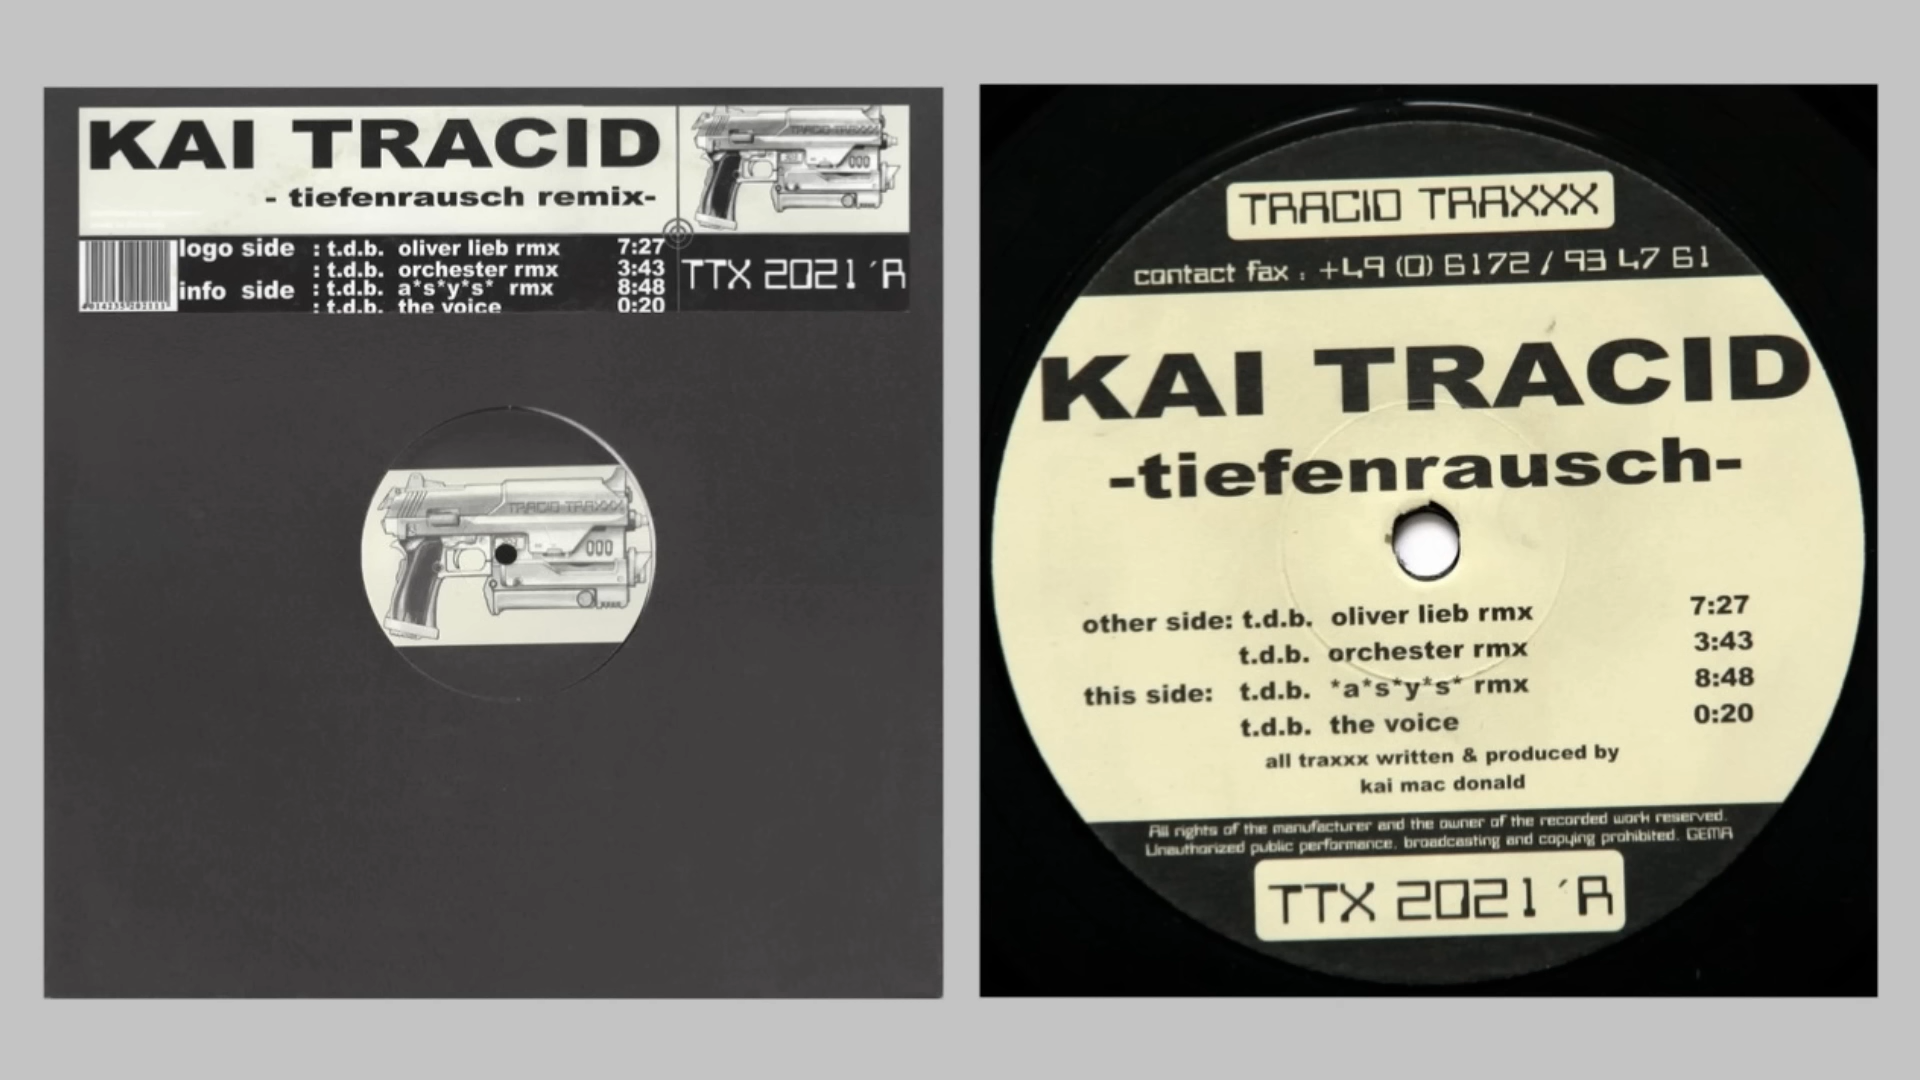 KAI TRACID
- tiefenrausch remix-
TRACID TRAXXX
logo side : t.d.b. oliver lieb rmx 7:27
: t.d.b. orchester rmx 3:43
info side : t.d.b. a*s*y*s* rmx 8:48
: t.d.b. the voice 0:20
TTX 2021 ´R
TRACID TRAXXX
000
TRACID TRAXXX
contact fax : +49 (0) 6172 / 93 47 61
KAI TRACID
-tiefenrausch-
other side: t.d.b. oliver lieb rmx 7:27
t.d.b. orchester rmx 3:43
this side: t.d.b. *a*s*y*s* rmx 8:48
t.d.b. the voice 0:20
all traxxx written & produced by
kai mac donald
All rights of the manufacturer and the owner of the recorded work reserved.
Unauthorized public performance, broadcasting and copying prohibited. GEMA
TTX 2021 ´R